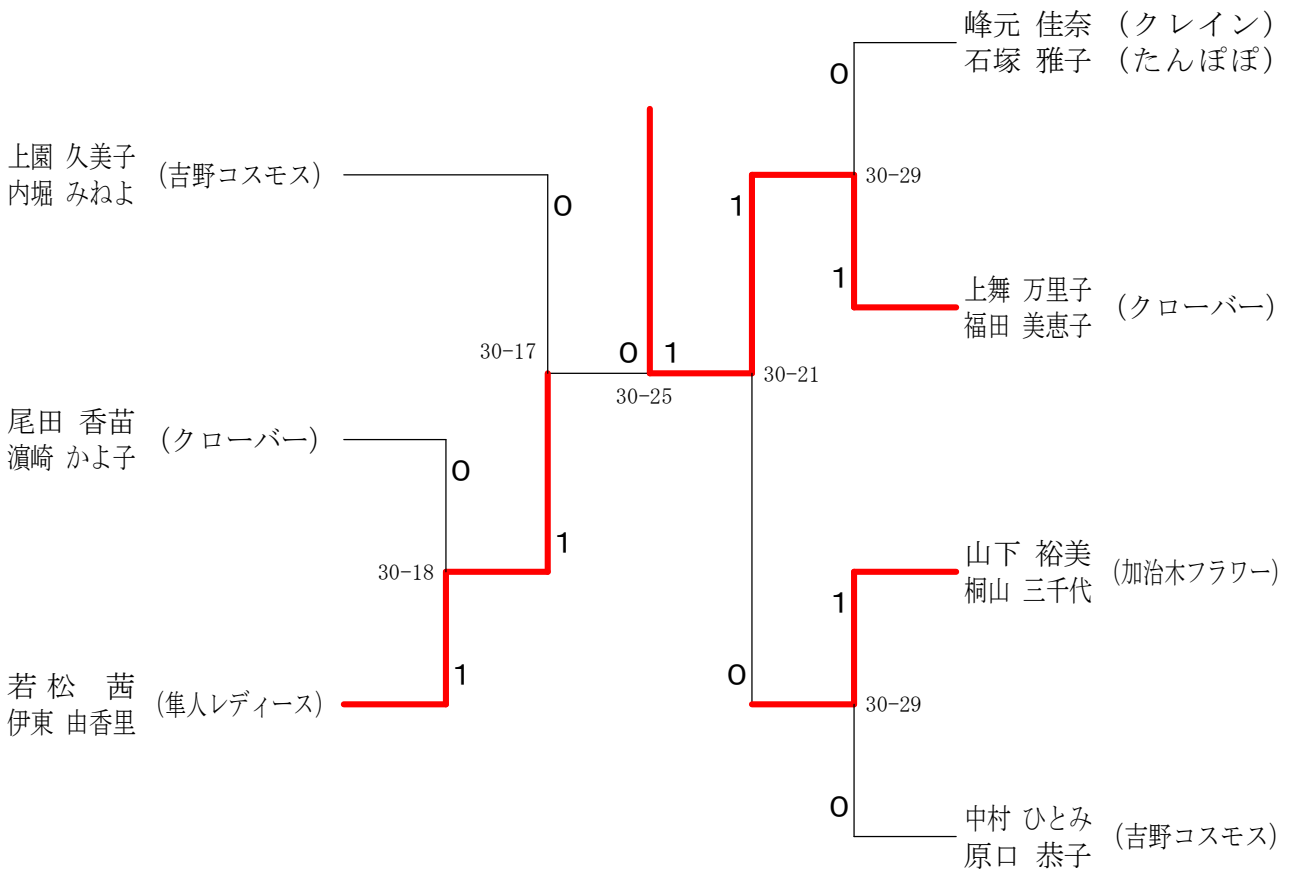 峰元 佳奈 (クレイン)
石塚 雅子 (たんぽぽ)
0
上園 久美子
内堀 みねよ
(吉野コスモス)
30-29
0
1
1
上舞 万里子
福田 美恵子
(クローバー)
30-17
0
1
30-21
30-25
尾田 香苗
濵崎 かよ子
(クローバー)
0
1
30-18
山下 裕美
桐山 三千代
(加治木フラワー)
1
若松 茜
伊東 由香里
(隼人レディース)
1
0
30-29
0
中村 ひとみ
原口 恭子
(吉野コスモス)